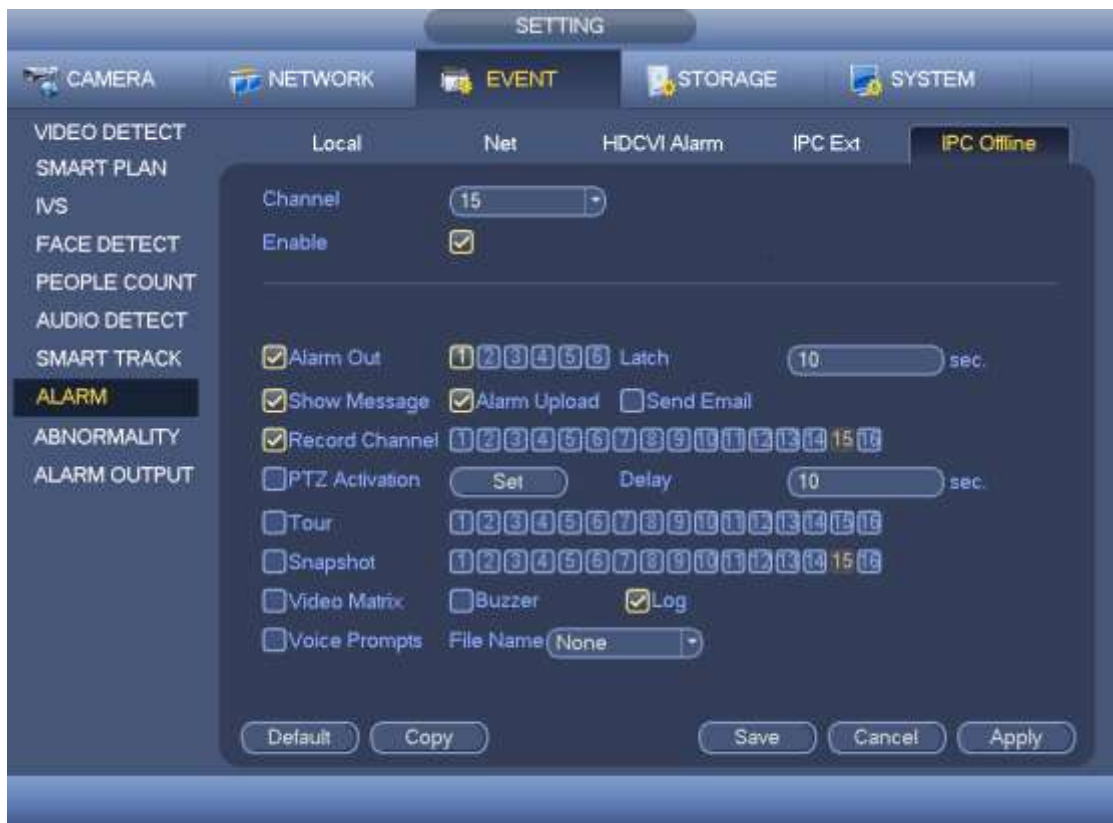 SETTING
CAMERA NETWORK EVENT STORAGE SYSTEM
VIDEO DETECT
SMART PLAN
IVS
FACE DETECT
PEOPLE COUNT
AUDIO DETECT
SMART TRACK
ALARM
ABNORMALITY
ALARM OUTPUT
Local Net HDCVI Alarm IPC Ext IPC Offline
Channel 15
Enable
Alarm Out 1 2 3 4 5 6 Latch 10 sec.
Show Message Alarm Upload Send Email
Record Channel 1 2 3 4 5 6 7 8 9 10 11 12 13 14 15 16
PTZ Activation Set Delay 10 sec.
Tour 1 2 3 4 5 6 7 8 9 10 11 12 13 14 15 16
Snapshot 1 2 3 4 5 6 7 8 9 10 11 12 13 14 15 16
Video Matrix Buzzer Log
Voice Prompts File Name None
Default Copy Save Cancel Apply